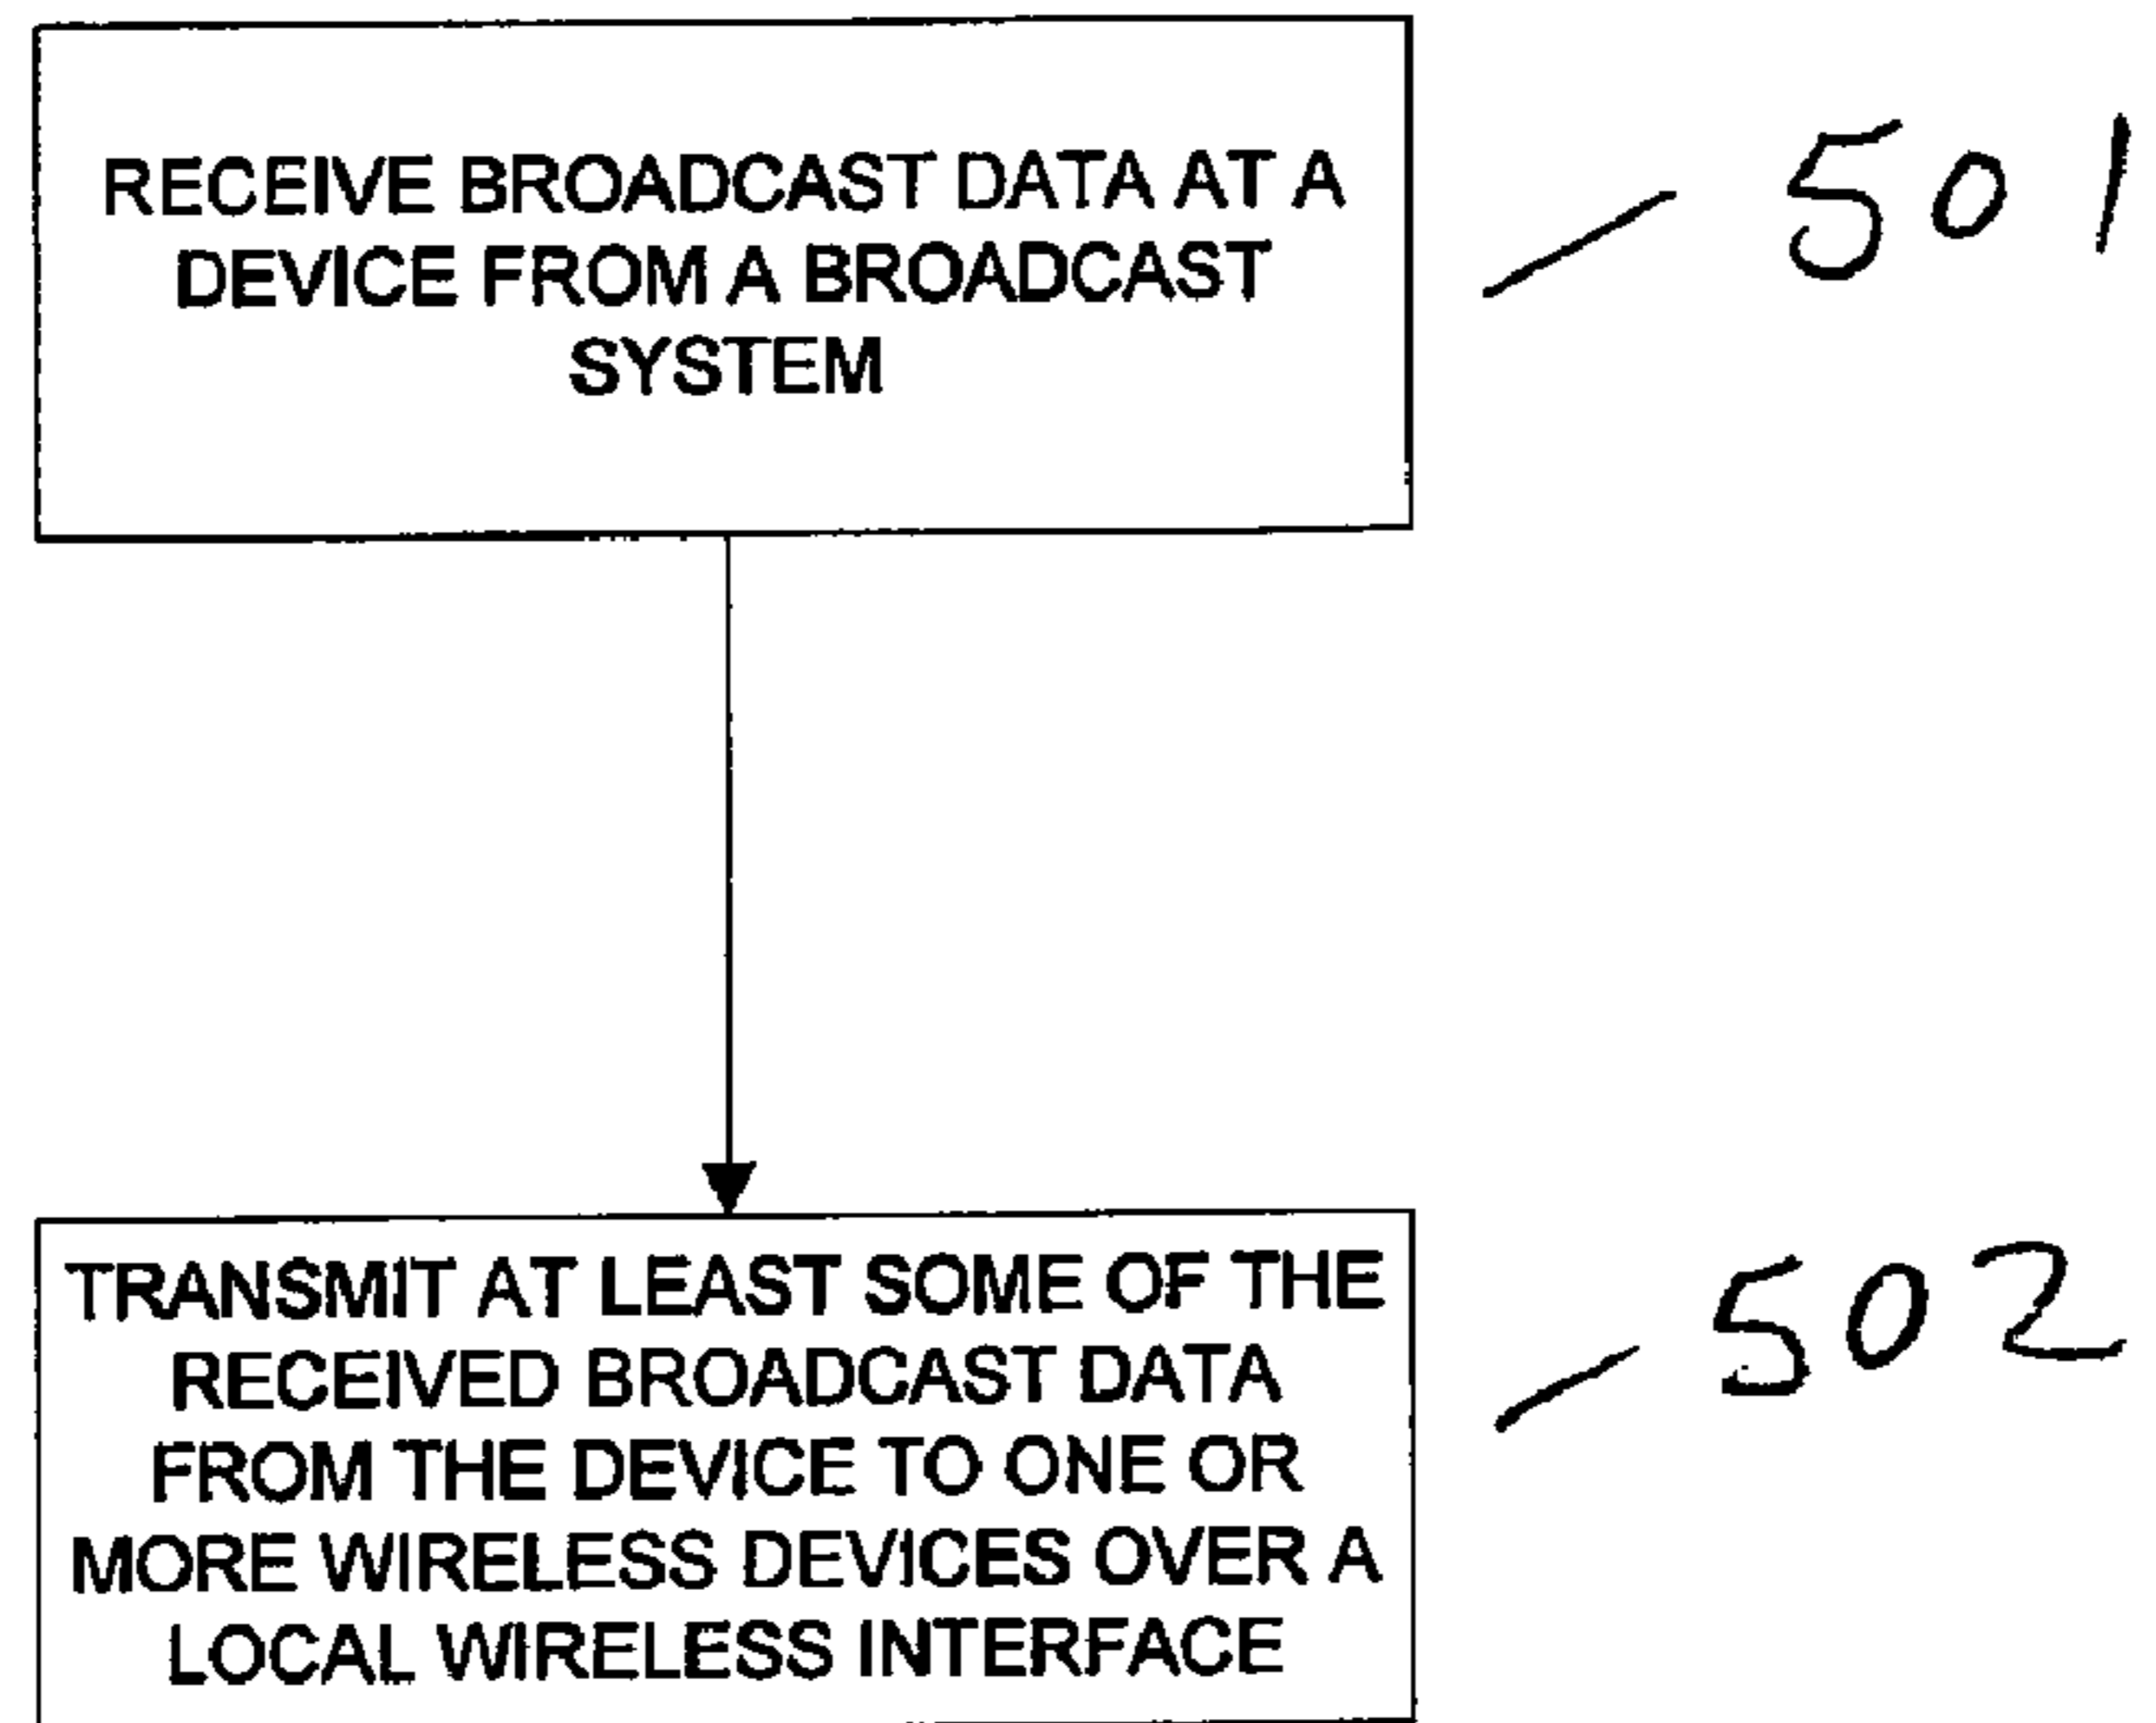 RECEIVE BROADCAST DATA AT A
DEVICE FROM A BROADCAST
SYSTEM
501
TRANSMIT AT LEAST SOME OF THE
RECEIVED BROADCAST DATA
FROM THE DEVICE TO ONE OR
MORE WIRELESS DEVICES OVER A
LOCAL WIRELESS INTERFACE
502